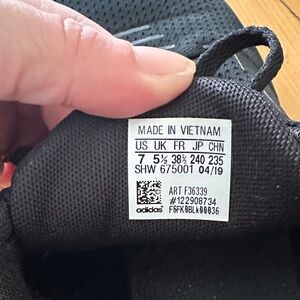 MADE IN VIETNAM
US UK FR JP CHN
7 5½ 38⅔ 240 235
SHW 675001 04/19
ART F36339
#122908734
adidas F6FK0BLk00036